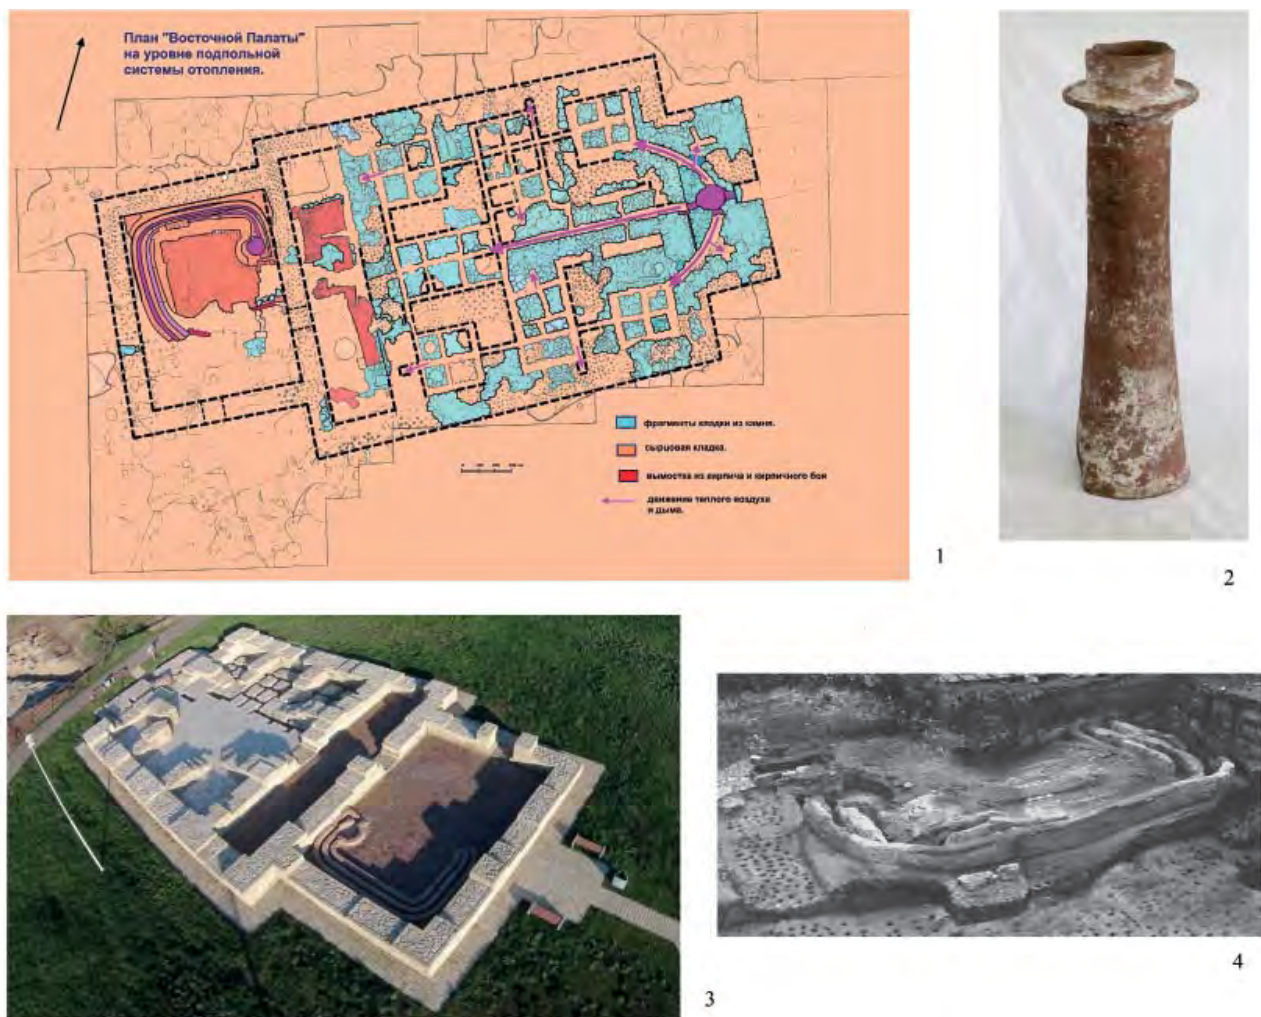 План "Восточной Палаты"
на уровне подпольной
системы отопления.
фрагменты кладки из камня.
сырцовая кладка.
вымостка из кирпича и кирпичного боя
движение теплого воздуха
и дыма.
1
2
3
4